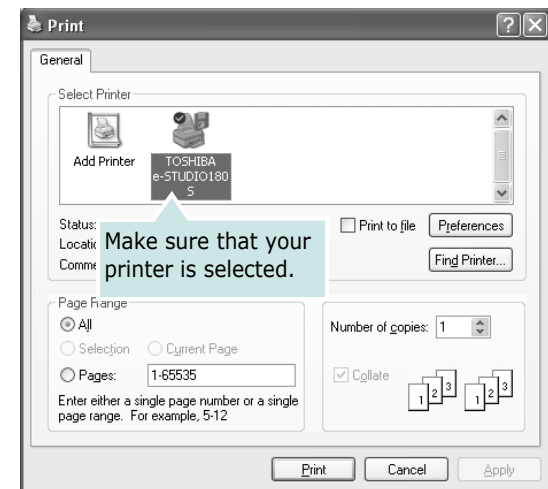 Print
General
Select Printer
Add Printer
TOSHIBA
e-STUDIO180
S
Status:
Print to file
Preferences
Find Printer...
Make sure that your
printer is selected.
Page Range
All
Selection
Current Page
Pages:
1-65535
Enter either a single page number or a single
page range. For example, 5-12
Number of copies:
1
Collate
1 2 3
1 2 3
Print
Cancel
Apply